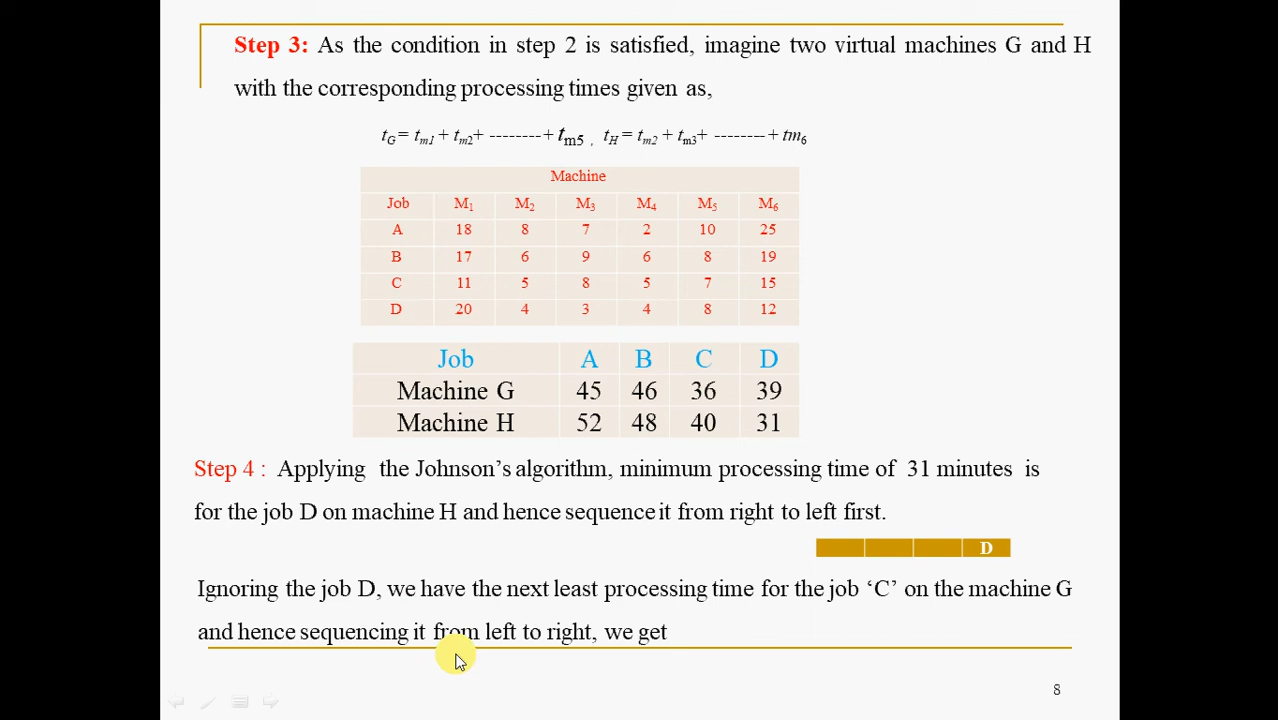 Step 3: As the condition in step 2 is satisfied, imagine two virtual machines G and H
with the corresponding processing times given as,
tG = tm1 + tm2+ --------+ tm5 , tH = tm2 + tm3+ --------+ tm6
Machine
Job M1 M2 M3 M4 M5 M6
A 18 8 7 2 10 25
B 17 6 9 6 8 19
C 11 5 8 5 7 15
D 20 4 3 4 8 12
Job A B C D
Machine G 45 46 36 39
Machine H 52 48 40 31
Step 4 : Applying the Johnson's algorithm, minimum processing time of 31 minutes is
for the job D on machine H and hence sequence it from right to left first.
D
Ignoring the job D, we have the next least processing time for the job ‘C’ on the machine G
and hence sequencing it from left to right, we get
8